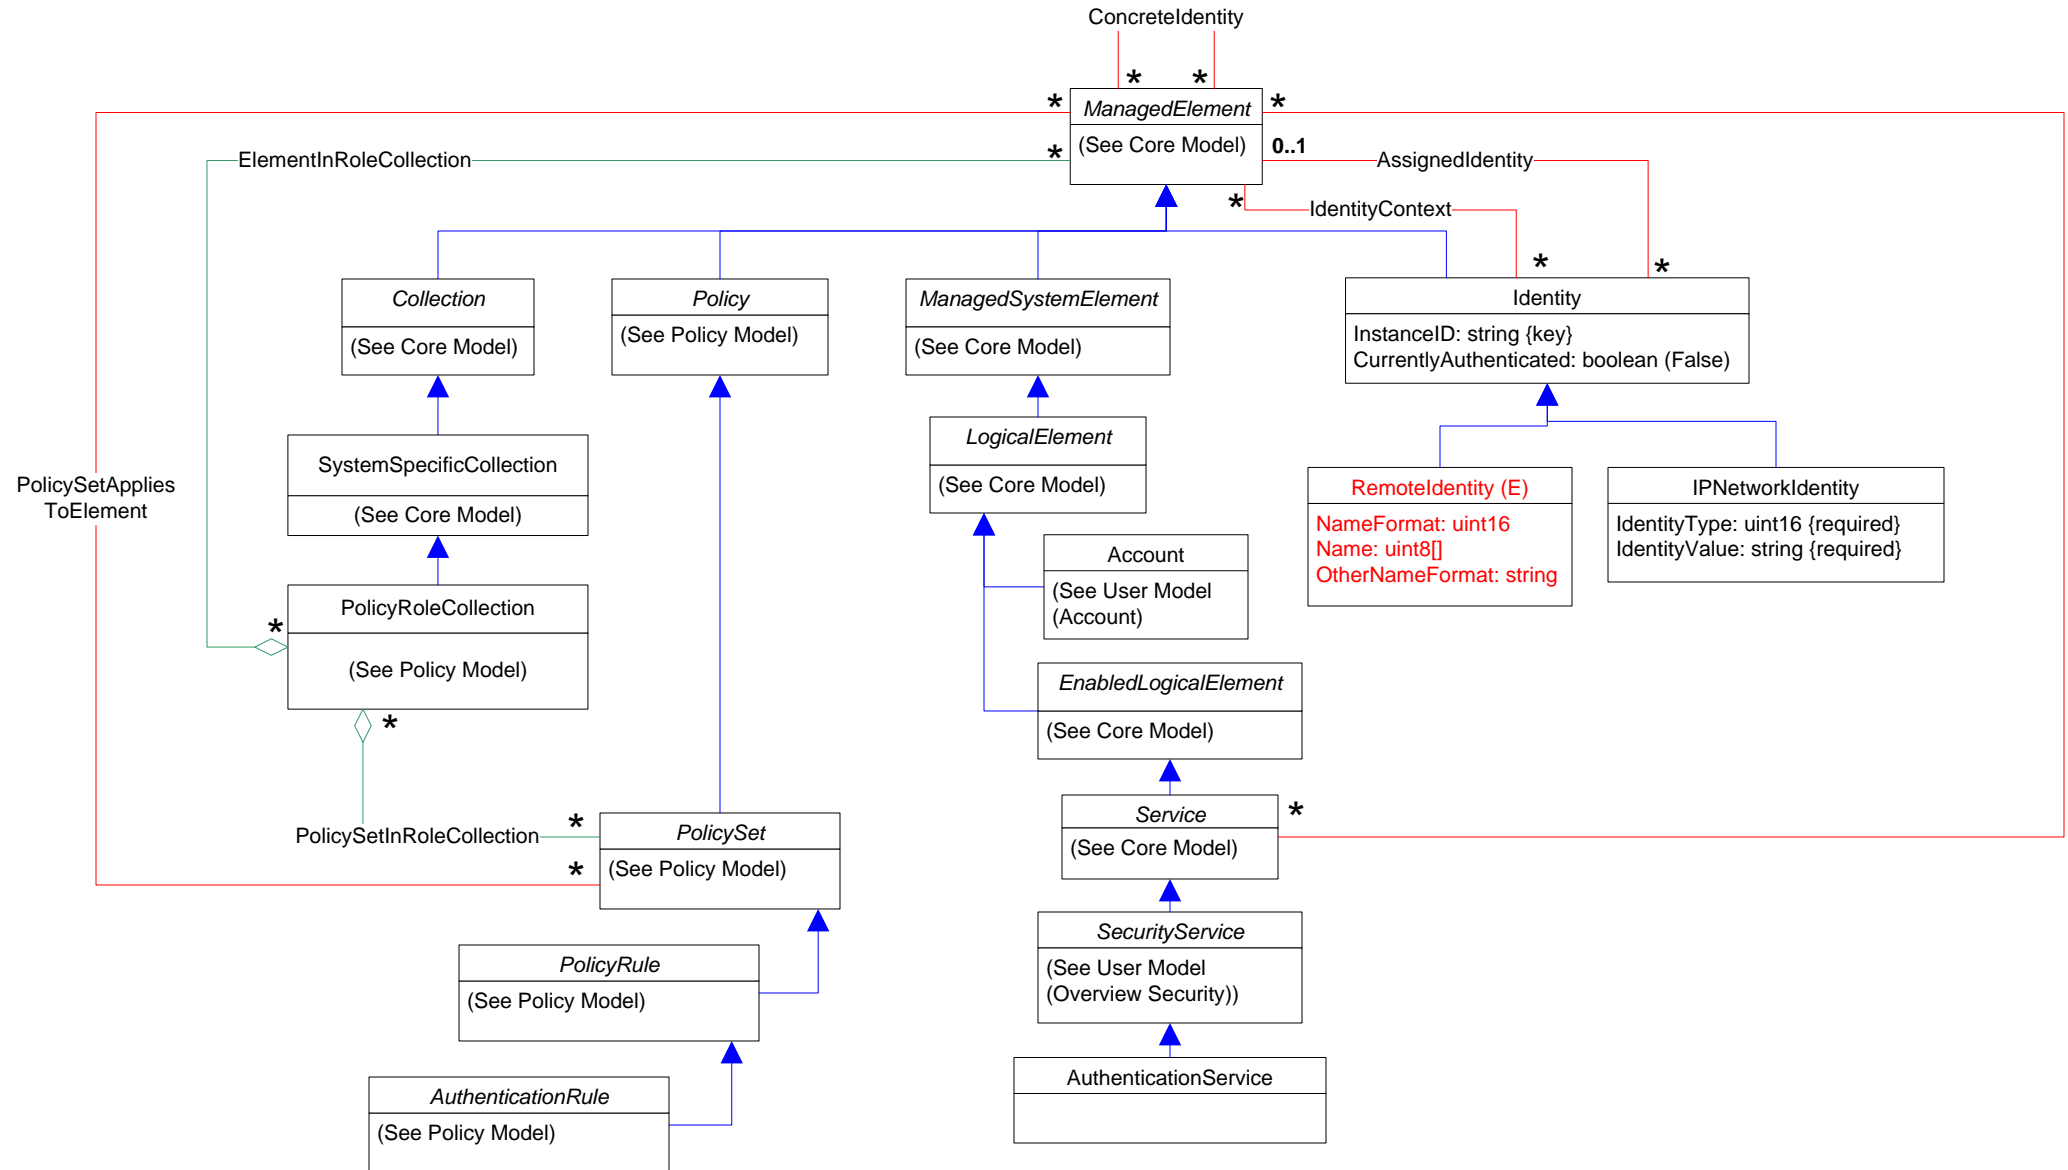 ConcreteIdentity
*
*
*
ManagedElement
*
(See Core Model)
0..1
ElementInRoleCollection
*
AssignedIdentity
*
IdentityContext
*
*
Collection
(See Core Model)
Policy
(See Policy Model)
ManagedSystemElement
(See Core Model)
Identity
InstanceID: string {key}
CurrentlyAuthenticated: boolean (False)
LogicalElement
(See Core Model)
SystemSpecificCollection
(See Core Model)
PolicySetApplies
ToElement
RemoteIdentity (E)
NameFormat: uint16
Name: uint8[]
OtherNameFormat: string
IPNetworkIdentity
IdentityType: uint16 {required}
IdentityValue: string {required}
Account
(See User Model
(Account)
PolicyRoleCollection
*
(See Policy Model)
*
EnabledLogicalElement
(See Core Model)
PolicySetInRoleCollection
*
*
PolicySet
(See Policy Model)
Service
*
(See Core Model)
SecurityService
(See User Model
(Overview Security))
PolicyRule
(See Policy Model)
AuthenticationService
AuthenticationRule
(See Policy Model)